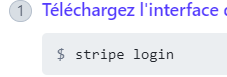 1 Téléchargez l'interface
$ stripe login